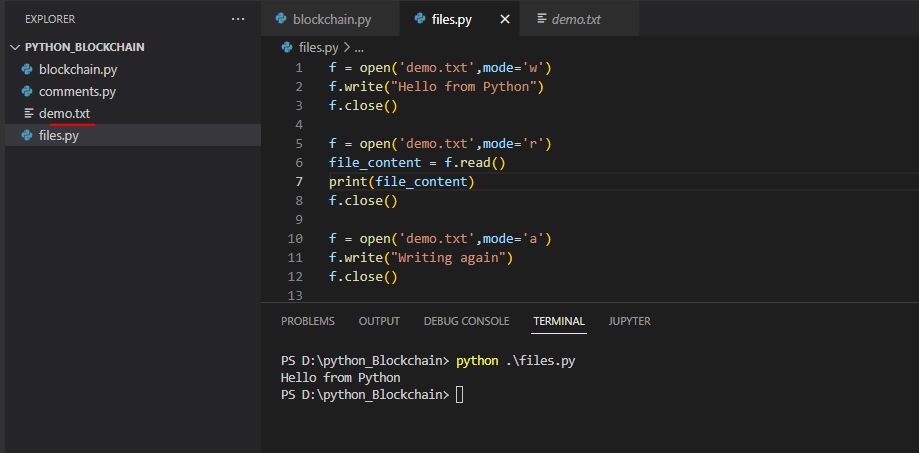 EXPLORER ...
PYTHON_BLOCKCHAIN
blockchain.py
comments.py
demo.txt
files.py
blockchain.py files.py × demo.txt
files.py > ...
1 f = open('demo.txt',mode='w')
2 f.write("Hello from Python")
3 f.close()
4
5 f = open('demo.txt',mode='r')
6 file_content = f.read()
7 print(file_content)
8 f.close()
9
10 f = open('demo.txt',mode='a')
11 f.write("Writing again")
12 f.close()
13
PROBLEMS OUTPUT DEBUG CONSOLE TERMINAL JUPYTER
PS D:\python_Blockchain> python .\files.py
Hello from Python
PS D:\python_Blockchain>